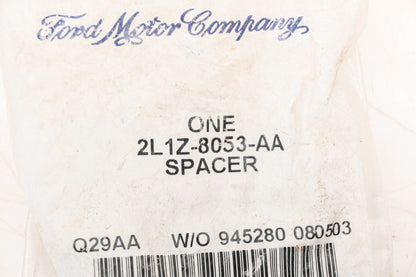 Ford Motor Company,
ONE
2L1Z-8053-AA
SPACER
Q29AA W/O 945280 080503